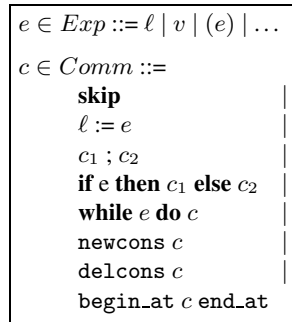 e ∈ Exp ::= ℓ | v | (e) | …
c ∈ Comm ::=
skip |
ℓ := e |
c₁ ; c₂ |
if e then c₁ else c₂ |
while e do c |
newcons c |
delcons c |
begin_at c end_at